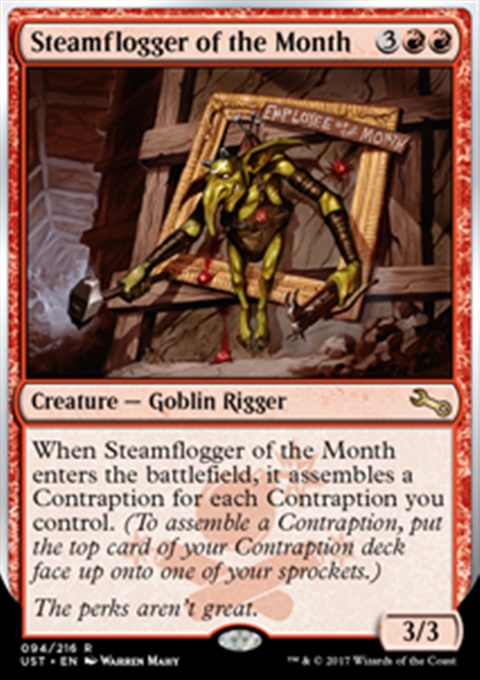 Steamflogger of the Month 3
EMPLOYEE OF THE MONTH
Creature — Goblin Rigger
When Steamflogger of the Month
enters the battlefield, it assembles a
Contraption for each Contraption you
control. (To assemble a Contraption, put
the top card of your Contraption deck
face up onto one of your sprockets.)
The perks aren't great.
3/3
094/216 R
UST • EN Warren Mahy
™ & © 2017 Wizards of the Coast